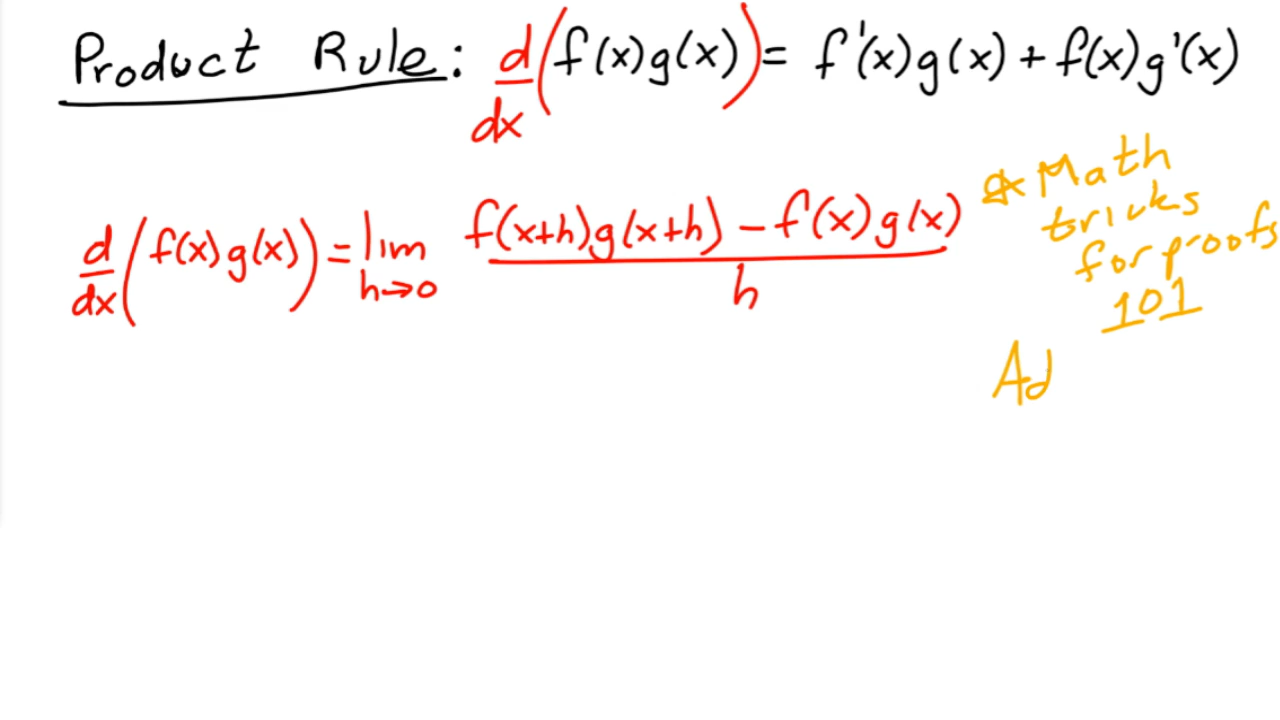 Product Rule: d/dx (f(x)g(x)) = f'(x)g(x) + f(x)g'(x)
d/dx (f(x)g(x)) = lim h→0 f(x+h)g(x+h) - f(x)g(x) / h
* Math
tricks
for proofs
101
Ad